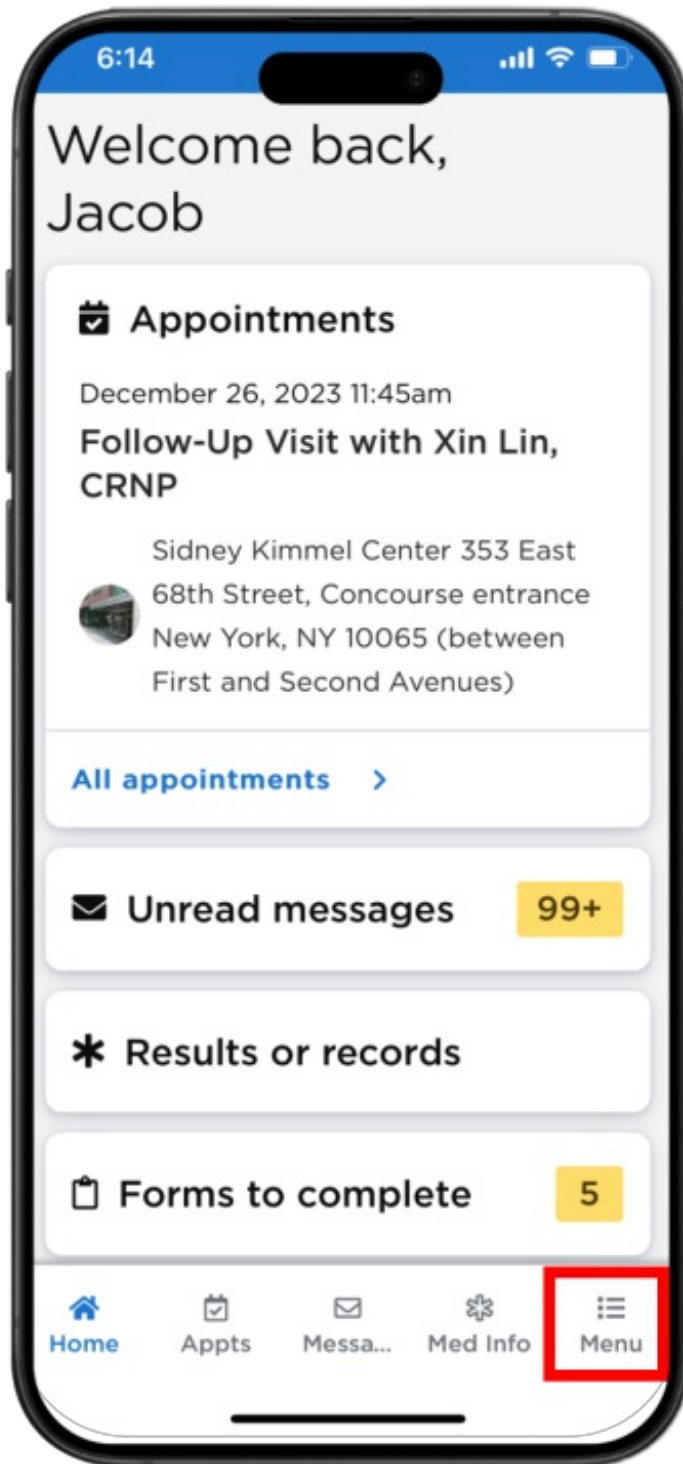 6:14
Welcome back,
Jacob
Appointments
December 26, 2023 11:45am
Follow-Up Visit with Xin Lin,
CRNP
Sidney Kimmel Center 353 East
68th Street, Concourse entrance
New York, NY 10065 (between
First and Second Avenues)
All appointments >
Unread messages 99+
Results or records
Forms to complete 5
Home Appts Messa... Med Info Menu